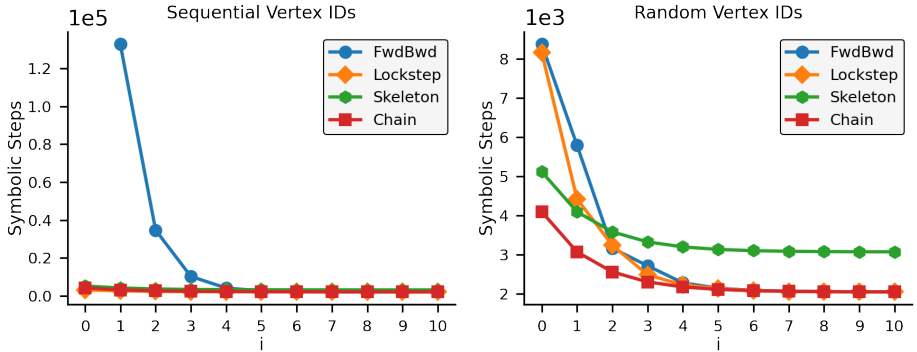 Sequential Vertex IDs
1e5
FwdBwd
Lockstep
Skeleton
Chain
Symbolic Steps
1.2
1.0
0.8
0.6
0.4
0.2
0.0
0 1 2 3 4 5 6 7 8 9 10
i
Random Vertex IDs
1e3
FwdBwd
Lockstep
Skeleton
Chain
Symbolic Steps
8
7
6
5
4
3
2
0 1 2 3 4 5 6 7 8 9 10
i